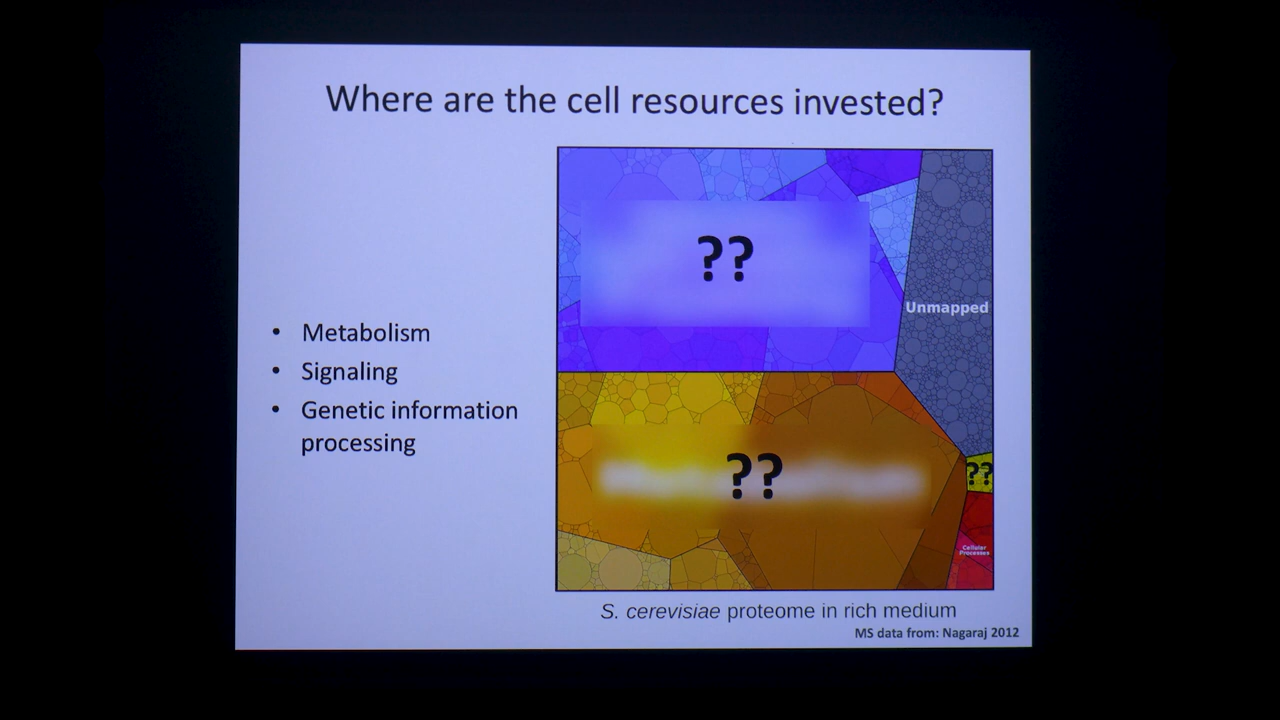 Where are the cell resources invested?
• Metabolism
• Signaling
• Genetic information
processing
??
Unmapped
??
??
Cellular
Processes
S. cerevisiae proteome in rich medium
MS data from: Nagaraj 2012